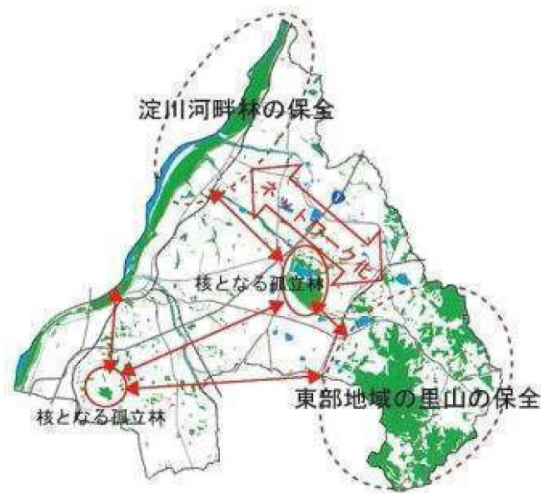 淀川河畔林の保全
ネットワーク化
核となる孤立林
東部地域の里山の保全
核となる孤立林